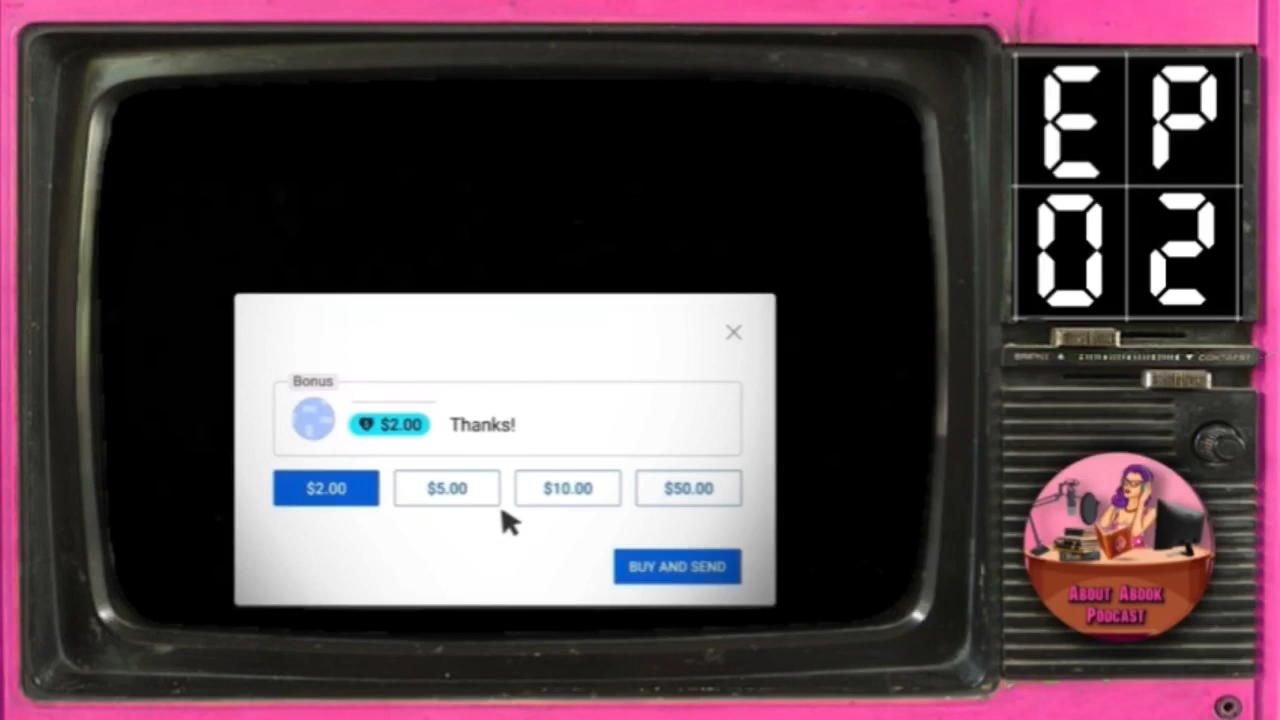 EP
02
Bonus
$2.00 Thanks!
$2.00 $5.00 $10.00 $50.00
BUY AND SEND
About Abook
Podcast